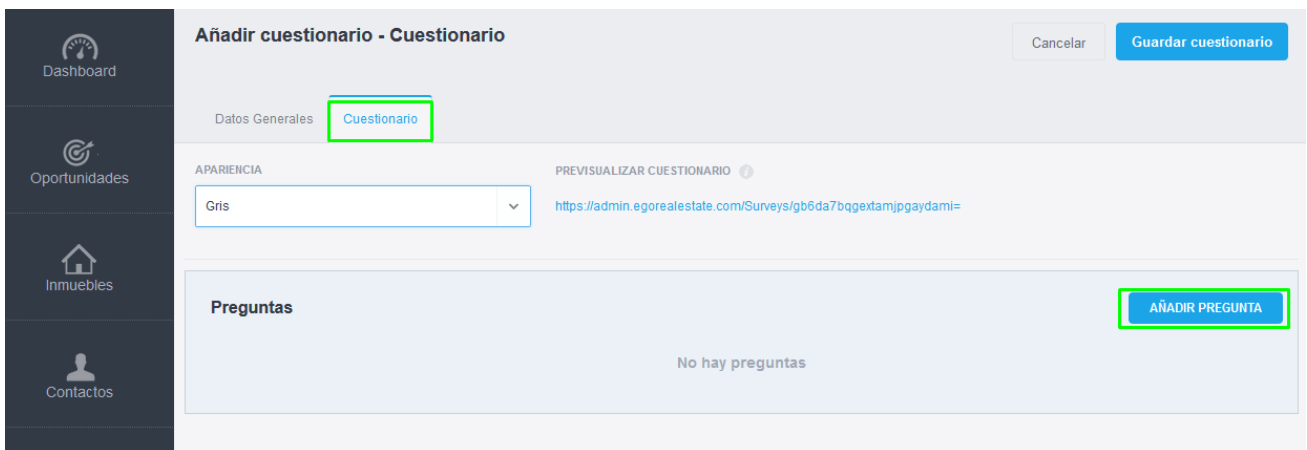 Dashboard
Oportunidades
Inmuebles
Contactos
Añadir cuestionario - Cuestionario
Cancelar
Guardar cuestionario
Datos Generales
Cuestionario
APARIENCIA
Gris
PREVISUALIZAR CUESTIONARIO i
https://admin.egorealestate.com/Surveys/gb6da7bqgextamjpgaydami=
Preguntas
AÑADIR PREGUNTA
No hay preguntas